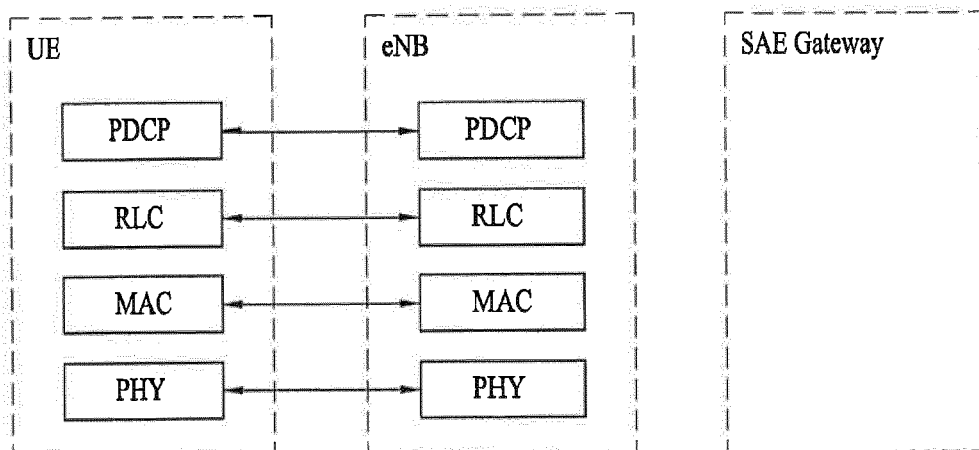 UE
eNB
SAE Gateway
PDCP
PDCP
RLC
RLC
MAC
MAC
PHY
PHY